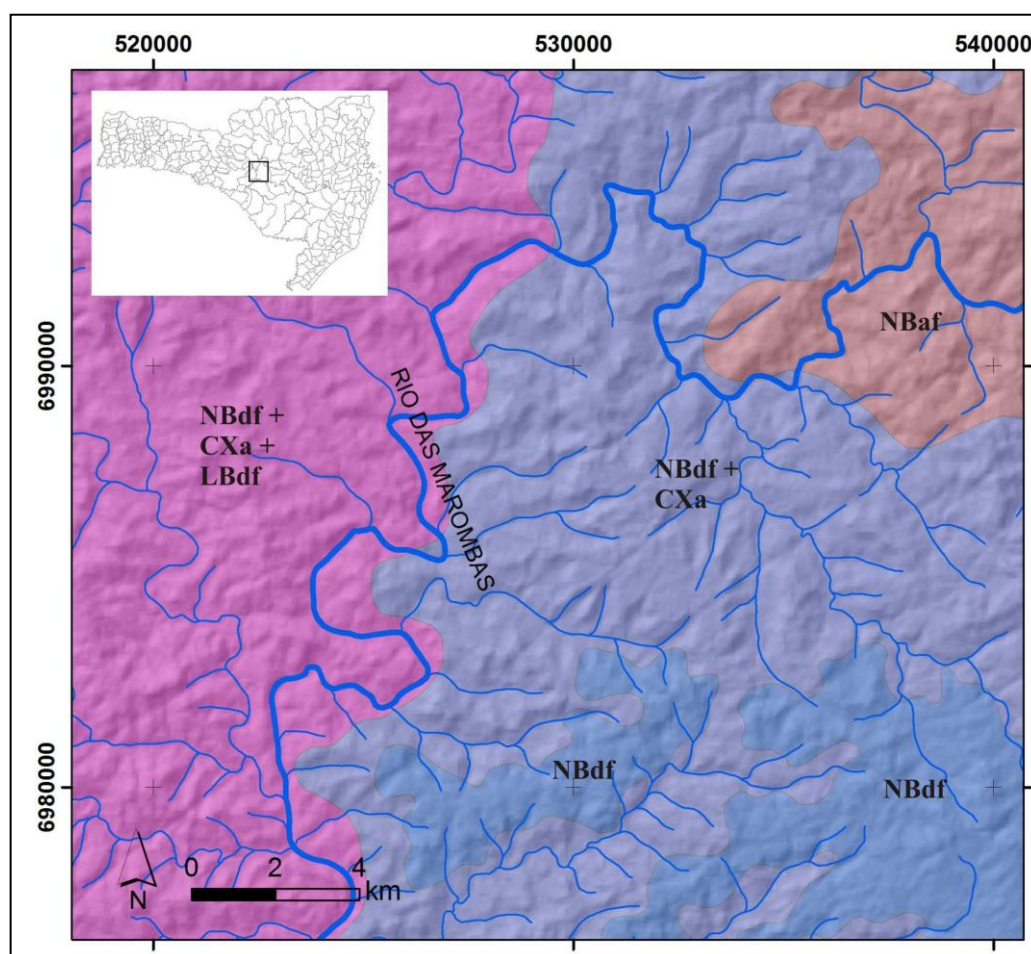 520000
530000
540000
6990000
NBaf
RIO DAS MAROMBAS
NBdf +
CXa +
LBdf
NBdf +
CXa
NBdf
NBdf
6980000
0 2 4
km
N